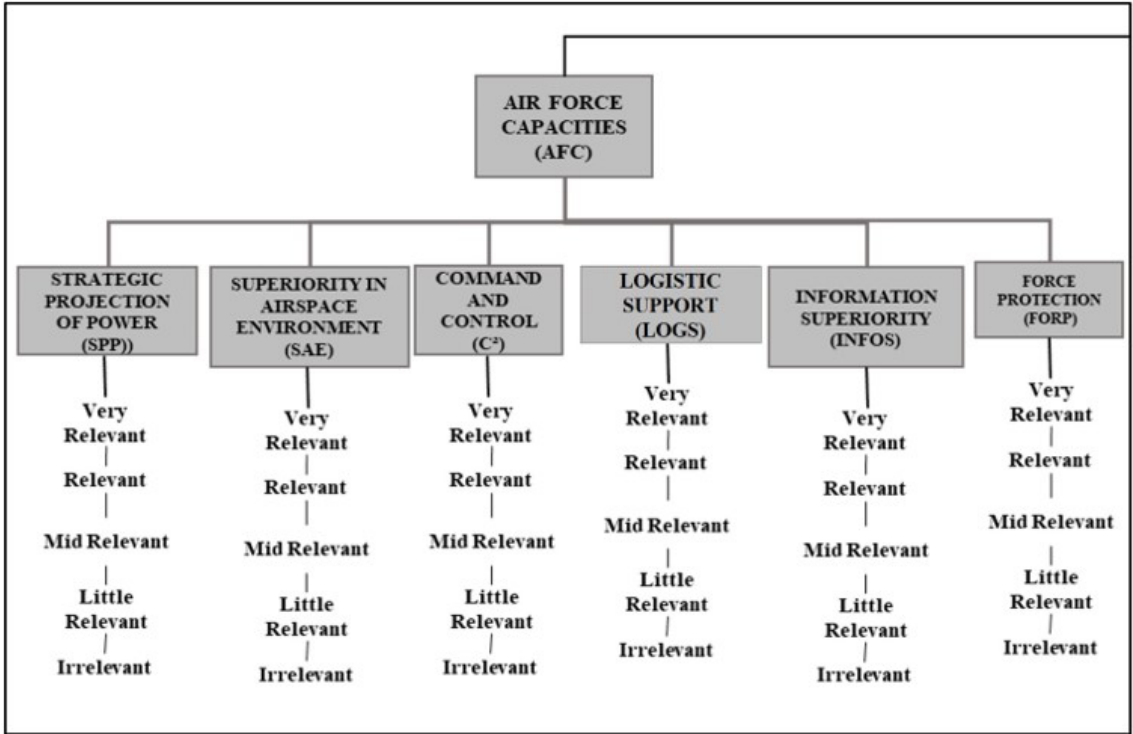 AIR FORCE
CAPACITIES
(AFC)
STRATEGIC
PROJECTION
OF POWER
(SPP))
Very
Relevant
Relevant
Mid Relevant
Little
Relevant
Irrelevant
SUPERIORITY IN
AIRSPACE
ENVIRONMENT
(SAE)
Very
Relevant
Relevant
Mid Relevant
Little
Relevant
Irrelevant
COMMAND
AND
CONTROL
(C²)
Very
Relevant
Relevant
Mid Relevant
Little
Relevant
Irrelevant
LOGISTIC
SUPPORT
(LOGS)
Very
Relevant
Relevant
Mid Relevant
Little
Relevant
Irrelevant
INFORMATION
SUPERIORITY
(INFOS)
Very
Relevant
Relevant
Mid Relevant
Little
Relevant
Irrelevant
FORCE
PROTECTION
(FORP)
Very
Relevant
Relevant
Mid Relevant
Little
Relevant
Irrelevant